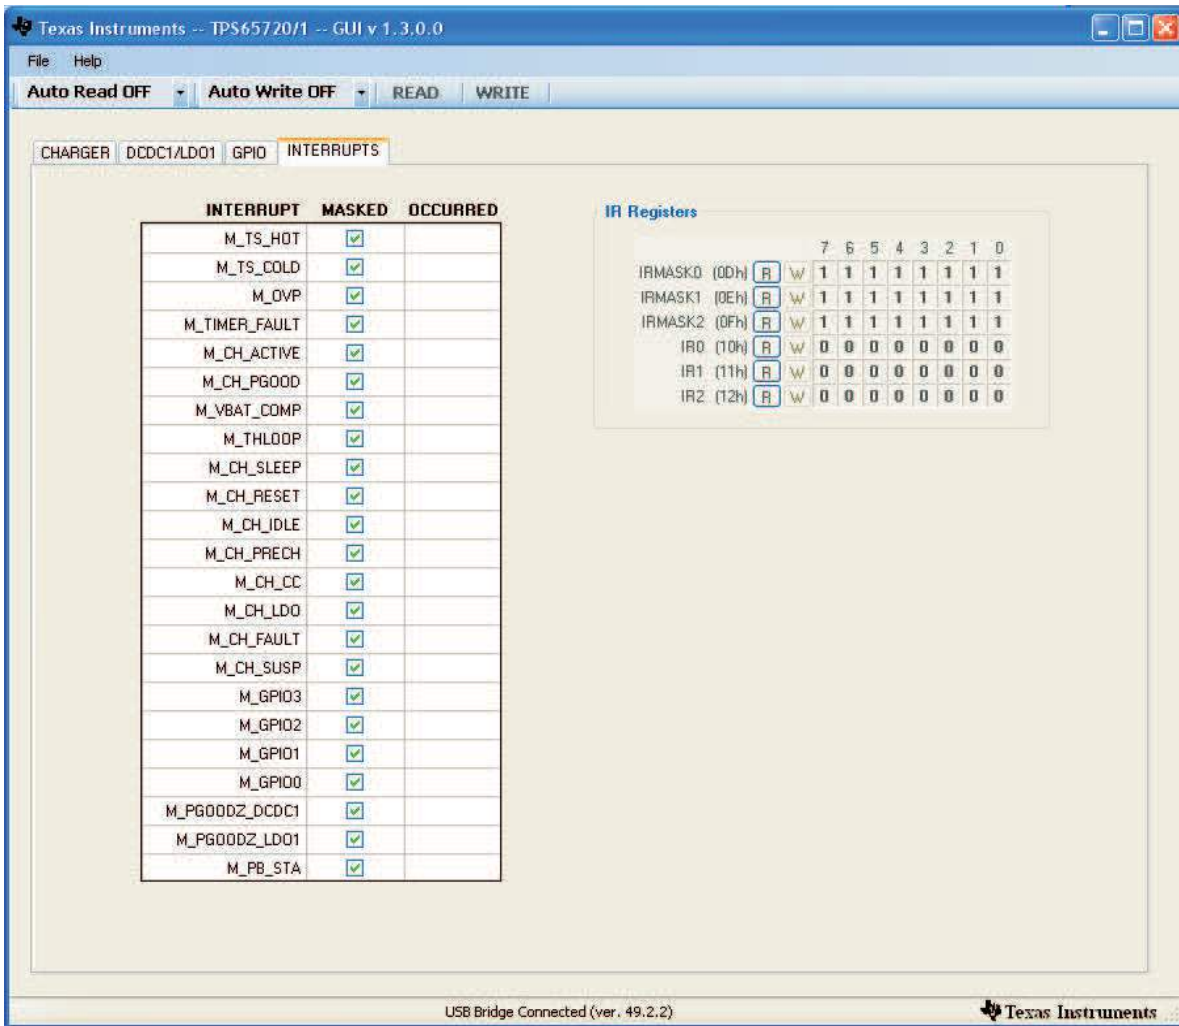 Texas Instruments -- TPS65720/1 -- GUI v 1.3.0.0
File Help
Auto Read OFF Auto Write OFF READ WRITE
CHARGER DCDC1/LDO1 GPIO INTERRUPTS
INTERRUPT MASKED OCCURRED
M_TS_HOT
M_TS_COLD
M_OVP
M_TIMER_FAULT
M_CH_ACTIVE
M_CH_PGOOD
M_VBAT_COMP
M_THLOOP
M_CH_SLEEP
M_CH_RESET
M_CH_IDLE
M_CH_PRECH
M_CH_CC
M_CH_LDO
M_CH_FAULT
M_CH_SUSP
M_GPIO3
M_GPIO2
M_GPIO1
M_GPIO0
M_PGOODZ_DCDC1
M_PGOODZ_LDO1
M_PB_STA
IR Registers
7 6 5 4 3 2 1 0
IRMASK0 (0Dh) R W 1 1 1 1 1 1 1 1
IRMASK1 (0Eh) R W 1 1 1 1 1 1 1 1
IRMASK2 (0Fh) R W 1 1 1 1 1 1 1 1
IR0 (10h) R W 0 0 0 0 0 0 0 0
IR1 (11h) R W 0 0 0 0 0 0 0 0
IR2 (12h) R W 0 0 0 0 0 0 0 0
USB Bridge Connected (ver. 49.2.2)
Texas Instruments